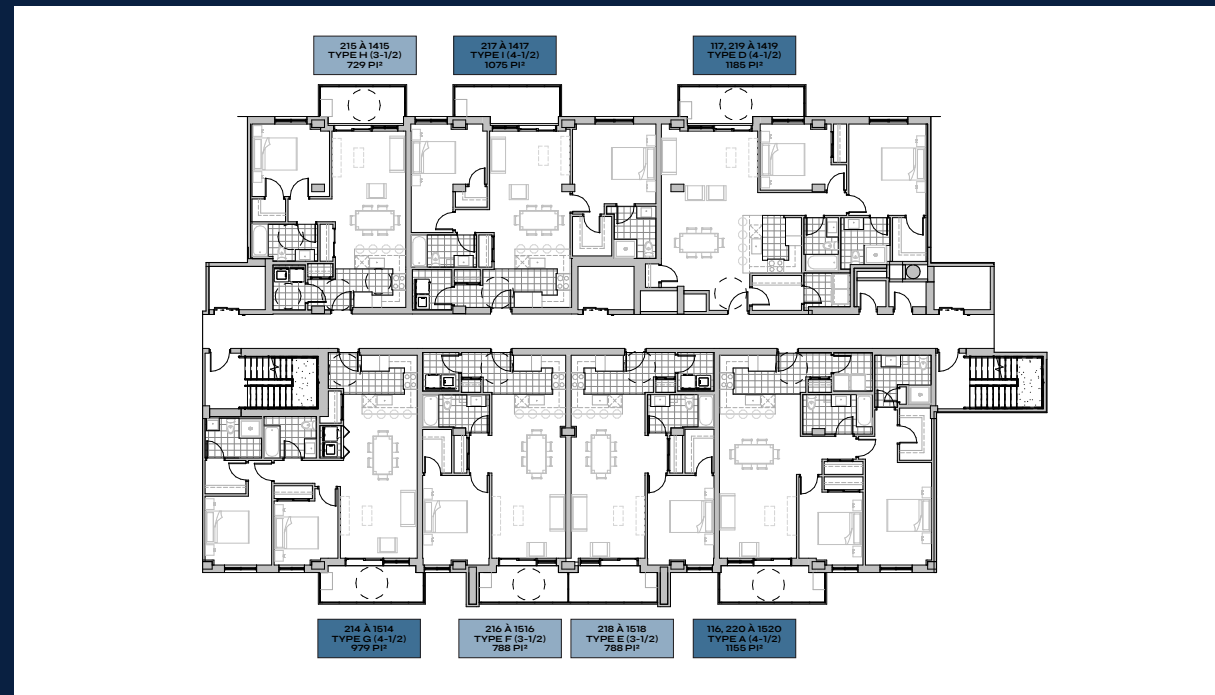 215 À 1415
TYPE H (3-1/2)
729 PI²
217 À 1417
TYPE I (4-1/2)
1075 PI²
117, 219 À 1419
TYPE D (4-1/2)
1185 PI²
214 À 1514
TYPE G (4-1/2)
979 PI²
216 À 1516
TYPE F (3-1/2)
788 PI²
218 À 1518
TYPE E (3-1/2)
788 PI²
116, 220 À 1520
TYPE A (4-1/2)
1155 PI²